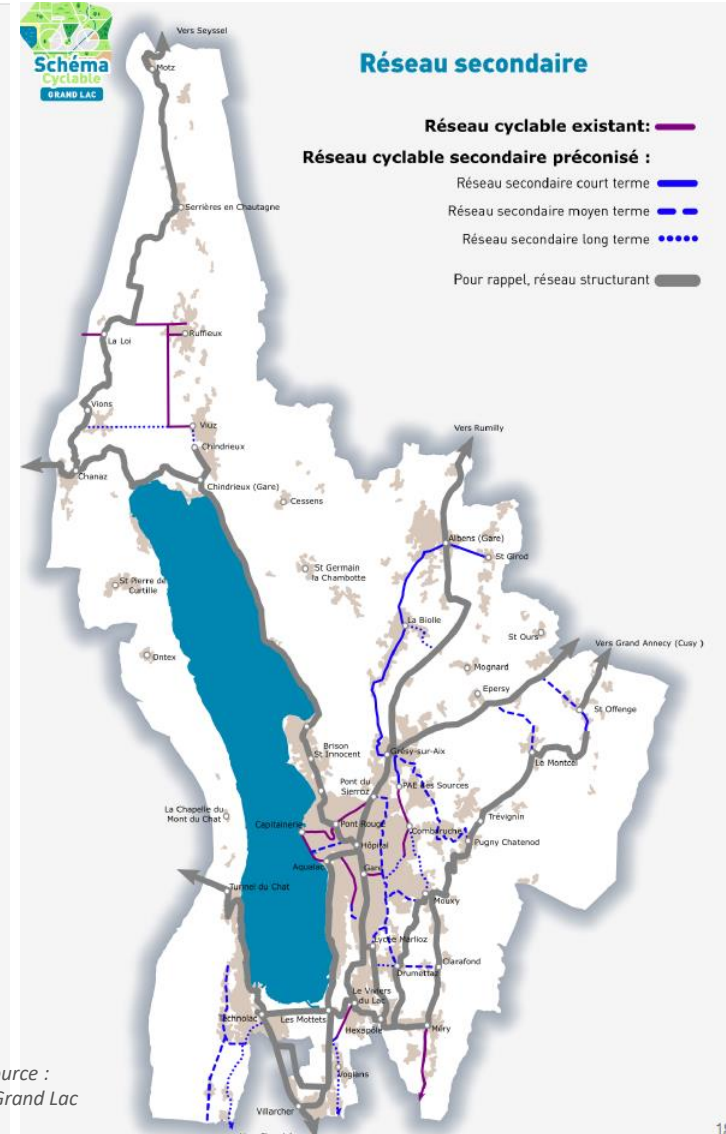 Schéma
Cyclable
GRAND LAC
Réseau secondaire
Réseau cyclable existant:
Réseau cyclable secondaire préconisé :
Réseau secondaire court terme
Réseau secondaire moyen terme
Réseau secondaire long terme
Pour rappel, réseau structurant
Vers Seyssel
Motz
Serrières en Chautagne
Ruffieux
La Loi
Vions
Viuz
Chindrieux
Chanaz
Chindrieux (Gare)
Cessens
Vers Rumilly
Albens (Gare)
St Girod
St Germain
la Chambotte
St Pierre de
Curtille
La Biolle
St Ours
Vers Grand Annecy (Cusy )
Ontex
Mognard
Epersy
St Offenge
Brison
St Innocent
Grésy-sur-Aix
Le Montcel
Pont du
Sierroz
PAE des Sources
La Chapelle du
Mont du Chat
Capitainerie
Pont Rouge
Combaruche
Trévignin
Pugny Chatenod
Hôpital
Aqualac
Gare
Tunnel du Chat
Mouxy
Lycée Marlioz
Drumettaz
Clarafond
Le Viviers
du Lac
Technolac
Les Mottets
Hexapôle
Méry
Voglans
Villarcher
urce :
Grand Lac